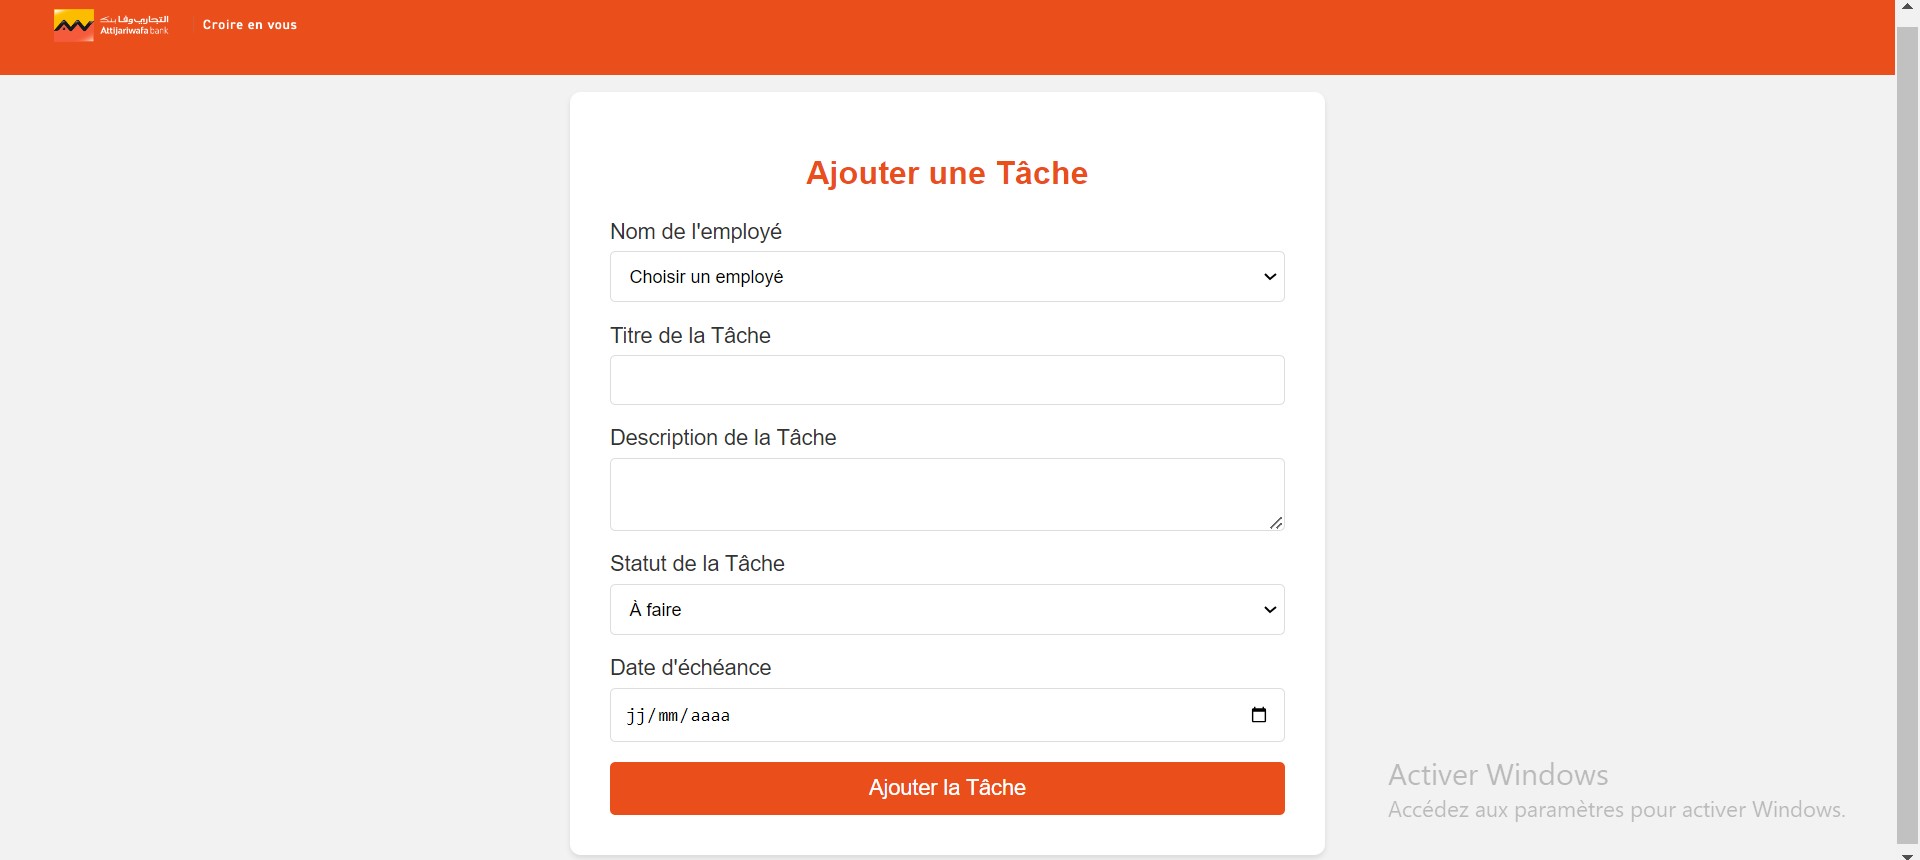 التجاري وفا بنك
Attijariwafa bank
Croire en vous
Ajouter une Tâche
Nom de l'employé
Choisir un employé
Titre de la Tâche
Description de la Tâche
Statut de la Tâche
À faire
Date d'échéance
jj/mm/aaaa
Ajouter la Tâche
Activer Windows
Accédez aux paramètres pour activer Windows.